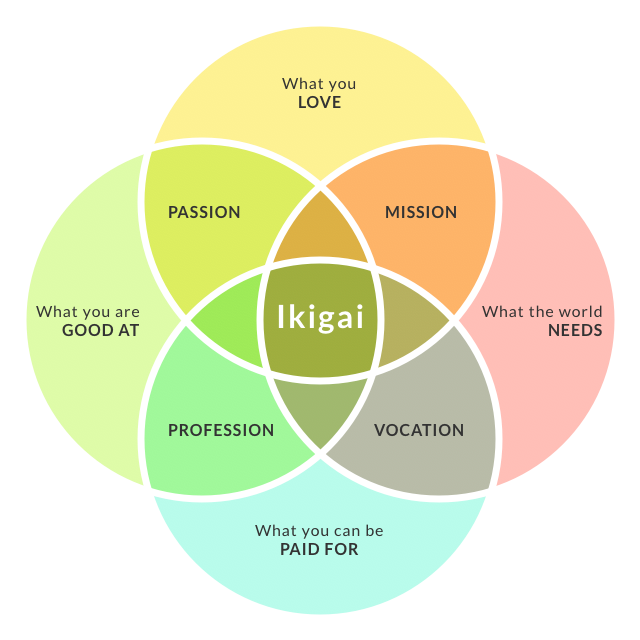 What you
LOVE
PASSION
MISSION
What you are
GOOD AT
Ikigai
What the world
NEEDS
PROFESSION
VOCATION
What you can be
PAID FOR